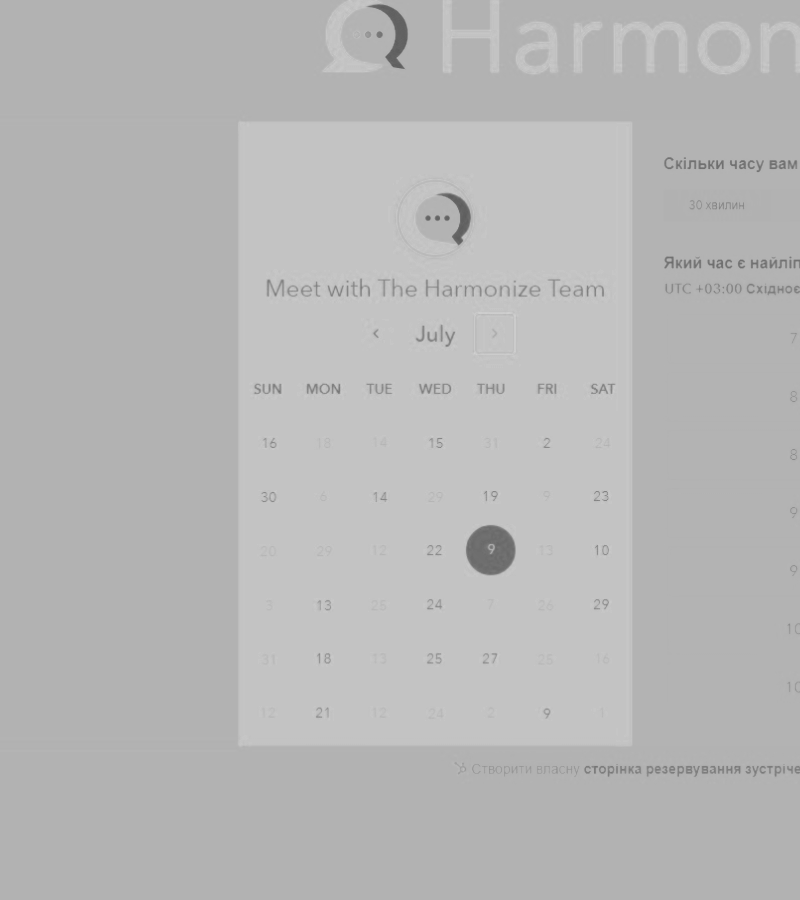 Harmon
Meet with The Harmonize Team
July
SUN MON TUE WED THU FRI SAT
16 18 14 15 31 2 24
30 6 14 29 19 9 23
20 29 12 22 9 13 10
3 13 25 24 7 26 29
31 18 13 25 27 25 16
12 21 12 24 2 9 1
Скільки часу вам
30 хвилин
Який час є найліп
UTC +03:00 Східноє
7
8
8
9
9
10
10
Створити власну сторінка резервування зустріче